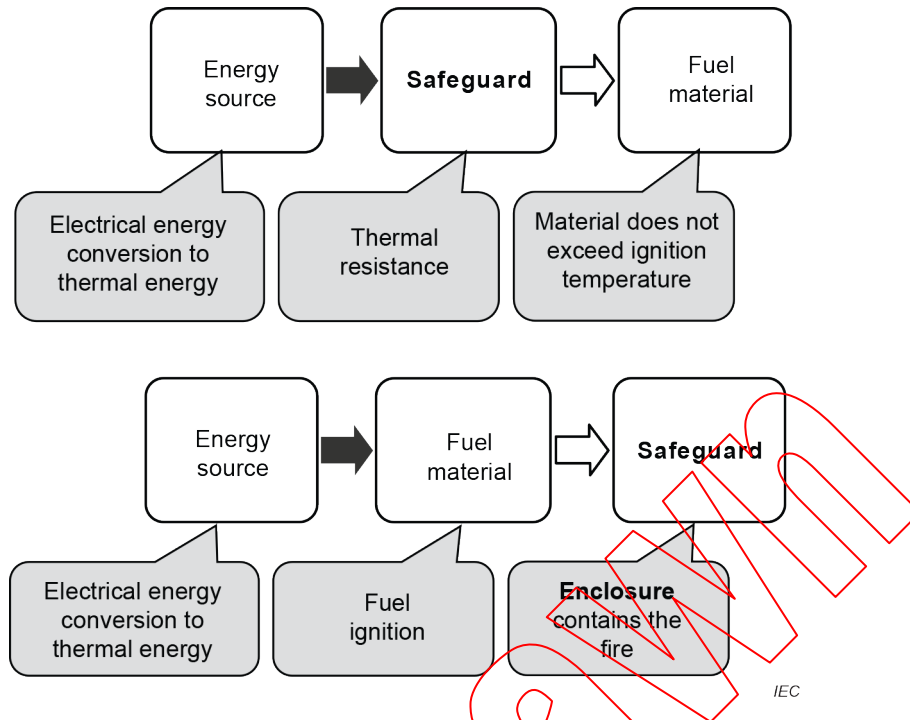 Energy
source
Safeguard
Fuel
material
Electrical energy
conversion to
thermal energy
Thermal
resistance
Material does not
exceed ignition
temperature
Energy
source
Fuel
material
Safeguard
Electrical energy
conversion to
thermal energy
Fuel
ignition
Enclosure
contains the
fire
IEC